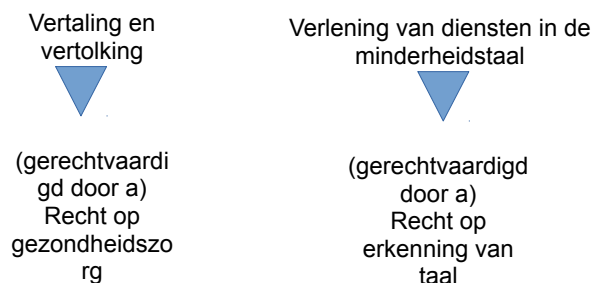 Vertaling en
vertolking
(gerechtvaardi
gd door a)
Recht op
gezondheidszo
rg
Verlening van diensten in de
minderheidstaal
(gerechtvaardigd
door a)
Recht op
erkenning van
taal